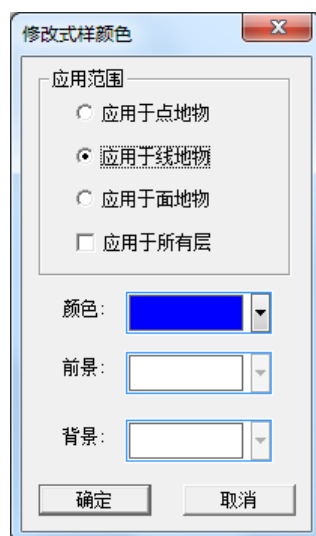 修改式样颜色
应用范围
应用于点地物
应用于线地物
应用于面地物
应用于所有层
颜色:
前景:
背景:
确定
取消